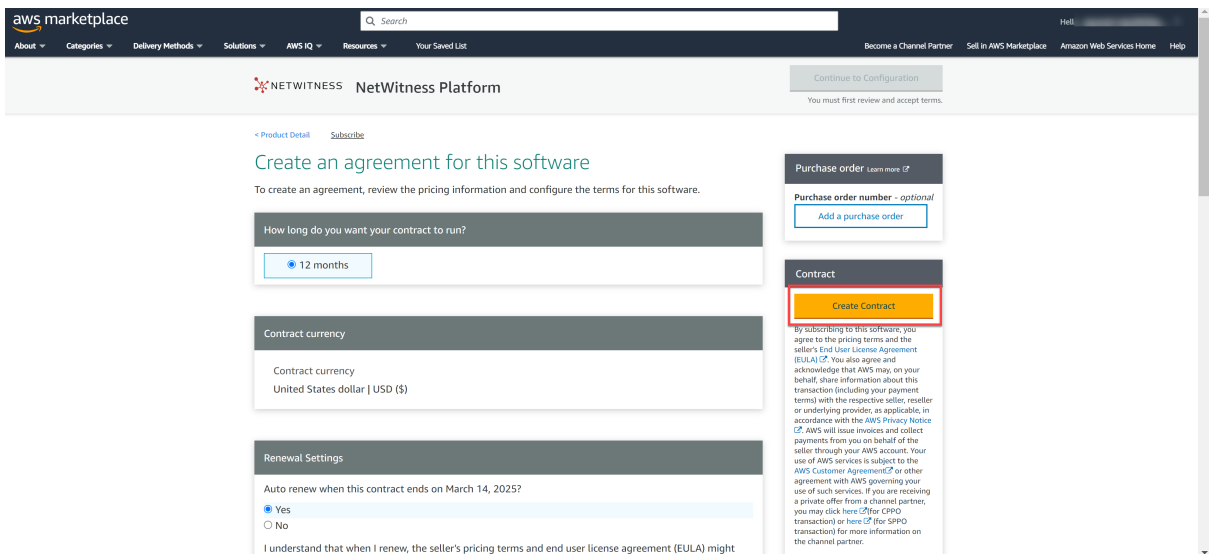 aws marketplace
Search
Hell
About
Categories
Delivery Methods
Solutions
AWS IQ
Resources
Your Saved List
Become a Channel Partner
Sell in AWS Marketplace
Amazon Web Services Home
Help
NETWITNESS
NetWitness Platform
Continue to Configuration
You must first review and accept terms.
< Product Detail
Subscribe
Create an agreement for this software
To create an agreement, review the pricing information and configure the terms for this software.
How long do you want your contract to run?
12 months
Contract currency
Contract currency
United States dollar | USD ($)
Renewal Settings
Auto renew when this contract ends on March 14, 2025?
Yes
No
I understand that when I renew, the seller's pricing terms and end user license agreement (EULA) might
Purchase order Learn more
Purchase order number - optional
Add a purchase order
Contract
Create Contract
By subscribing to this software, you
agree to the pricing terms and the
seller's End User License Agreement
(EULA). You also agree and
acknowledge that AWS may, on your
behalf, share information about this
transaction (including your payment
terms) with the respective seller, reseller
or underlying provider, as applicable, in
accordance with the AWS Privacy Notice
. AWS will issue invoices and collect
payments from you on behalf of the
seller through your AWS account. Your
use of AWS services is subject to the
AWS Customer Agreement or other
agreement with AWS governing your
use of such services. If you are receiving
a private offer from a channel partner,
you may click here (for CPPO
transaction) or here (for SPPO
transaction) for more information on
the channel partner.